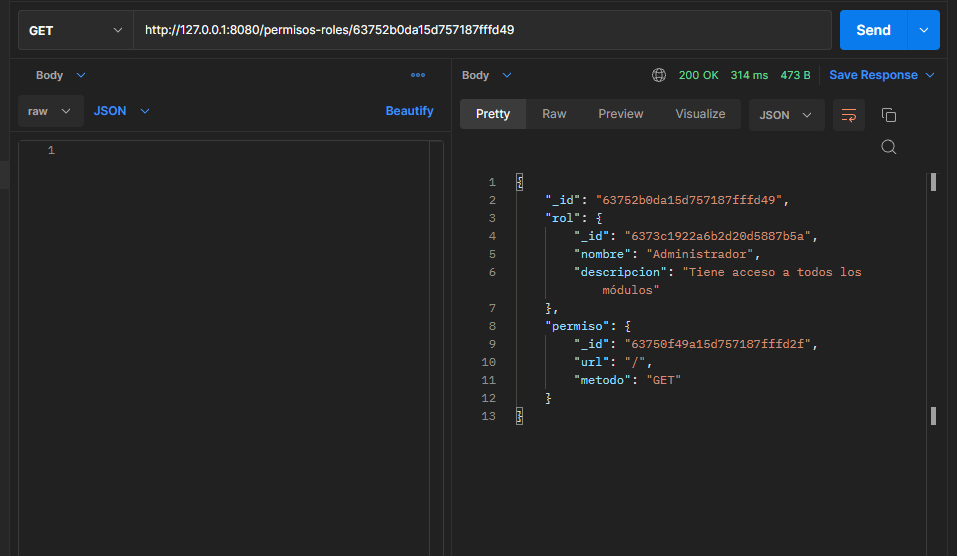 GET http://127.0.0.1:8080/permisos-roles/63752b0da15d757187fffd49 Send
Body
raw JSON Beautify
1
Body 200 OK 314 ms 473 B Save Response
Pretty Raw Preview Visualize JSON
1 {
2 "_id": "63752b0da15d757187fffd49",
3 "rol": {
4 "_id": "6373c1922a6b2d20d5887b5a",
5 "nombre": "Administrador",
6 "descripcion": "Tiene acceso a todos los
módulos"
7 },
8 "permiso": {
9 "_id": "63750f49a15d757187fffd2f",
10 "url": "/",
11 "metodo": "GET"
12 }
13 }